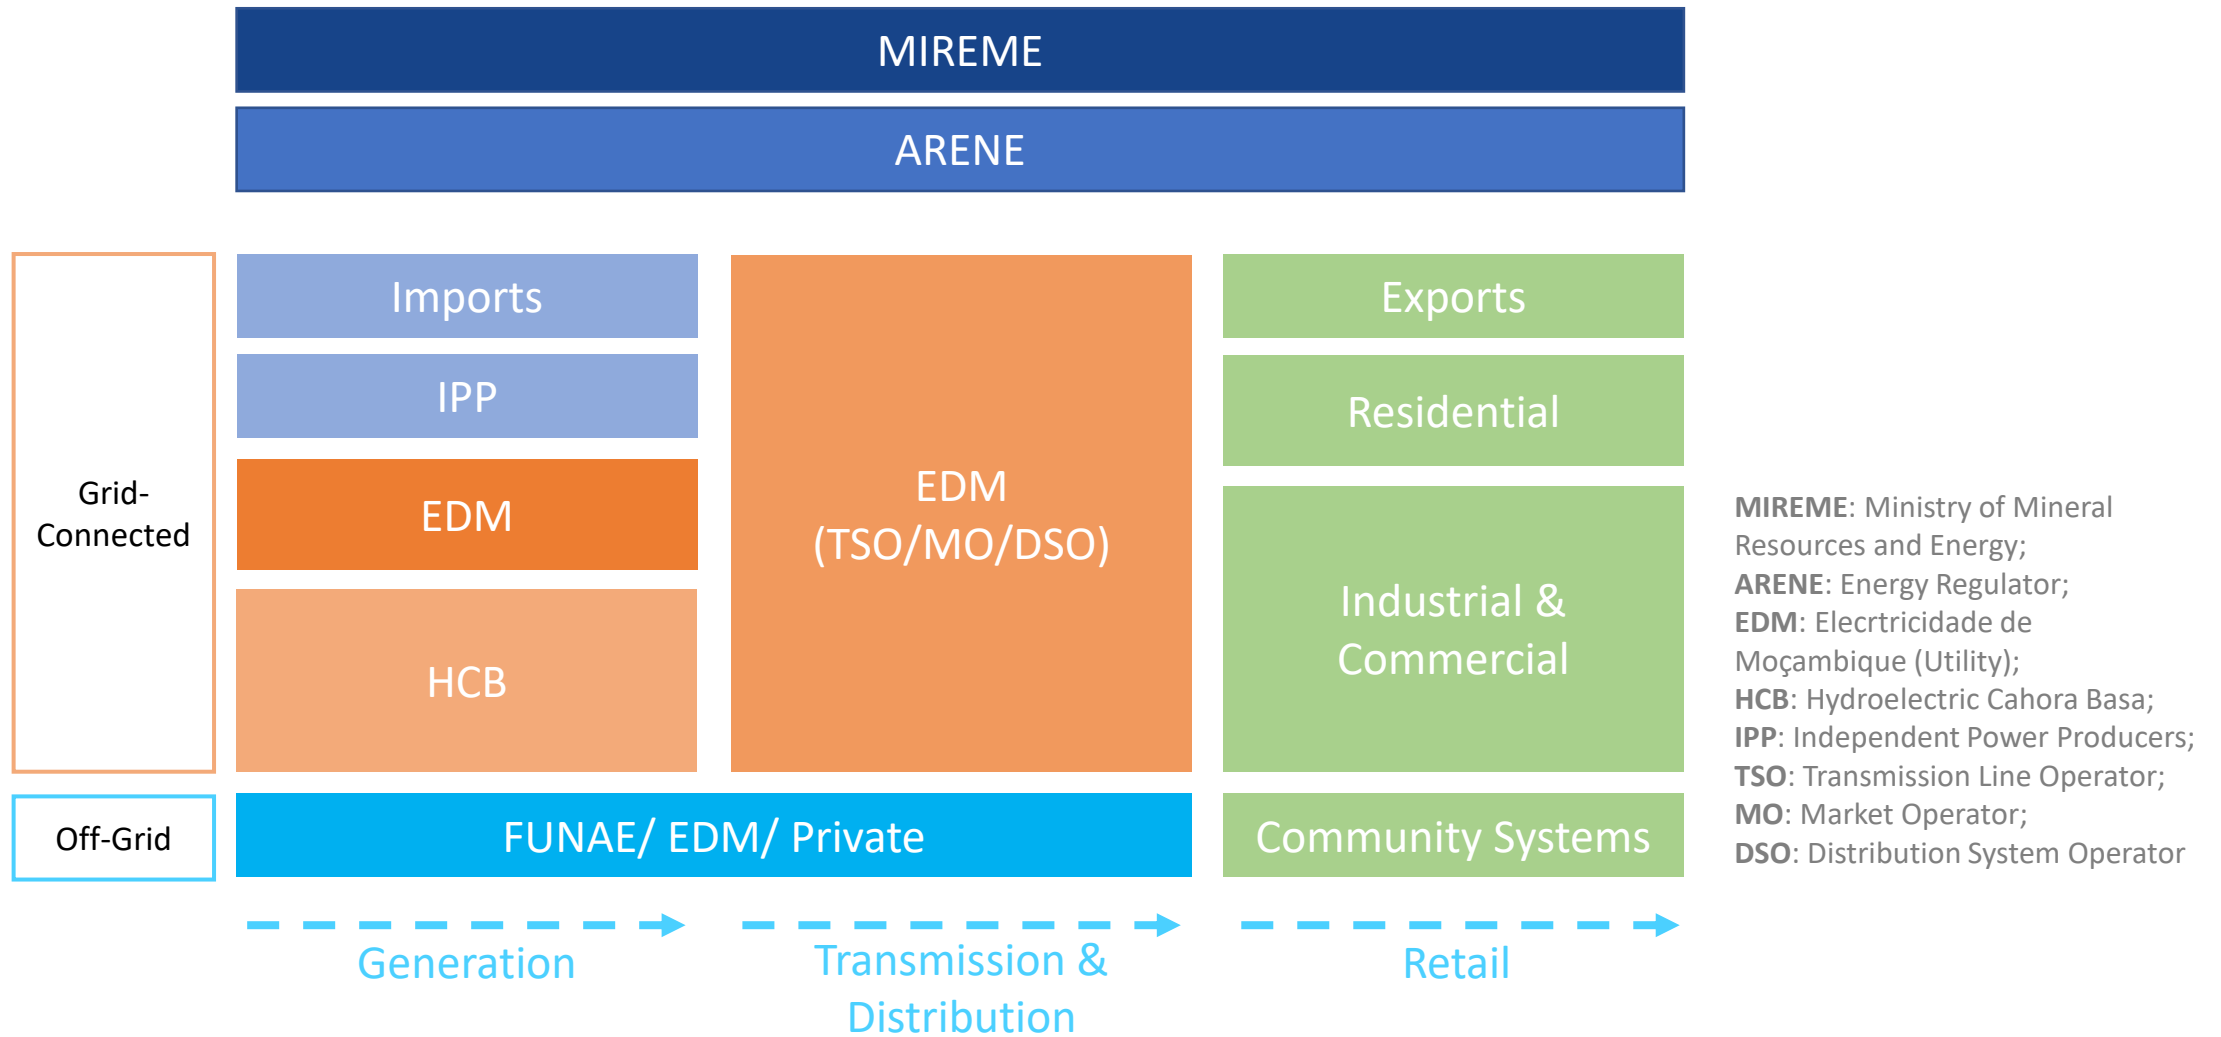 MIREME
ARENE
Grid-
Connected
Imports
IPP
EDM
HCB
EDM
(TSO/MO/DSO)
Exports
Residential
Industrial &
Commercial
Off-Grid
FUNAE/ EDM/ Private
Community Systems
Generation
Transmission &
Distribution
Retail
MIREME: Ministry of Mineral
Resources and Energy;
ARENE: Energy Regulator;
EDM: Elecrtricidade de
Moçambique (Utility);
HCB: Hydroelectric Cahora Basa;
IPP: Independent Power Producers;
TSO: Transmission Line Operator;
MO: Market Operator;
DSO: Distribution System Operator